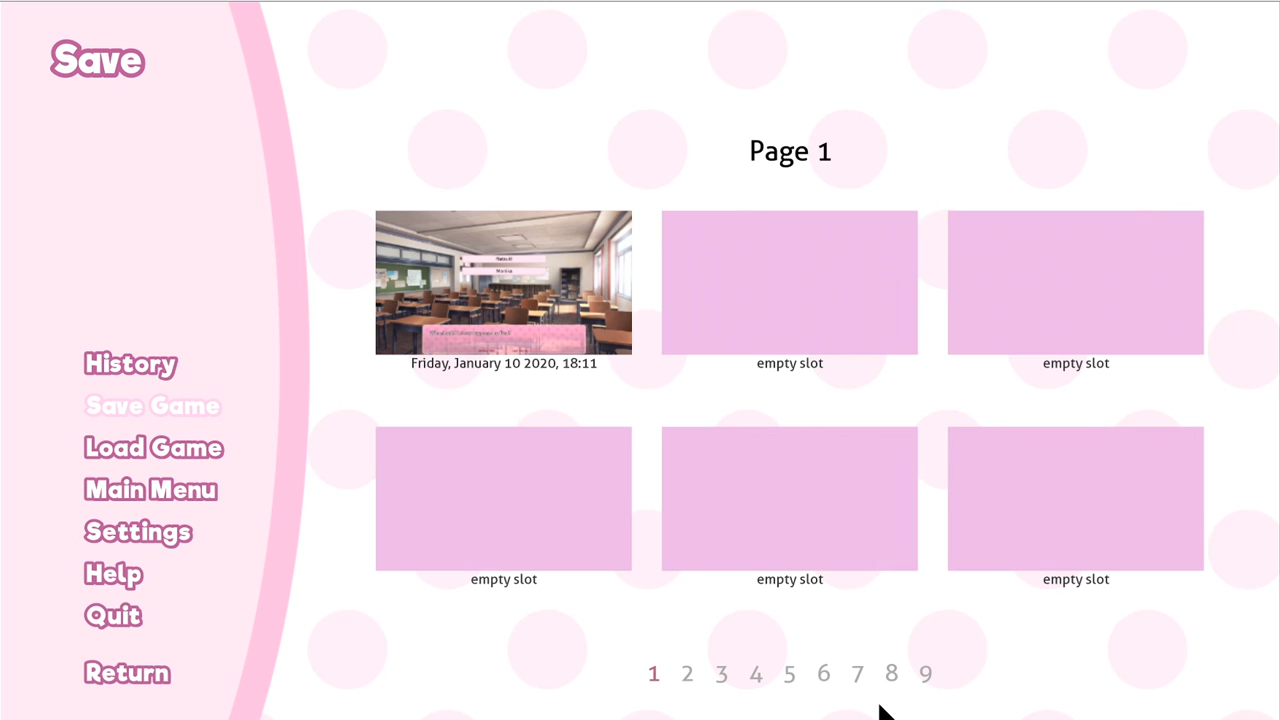 Save
Page 1
Friday, January 10 2020, 18:11
empty slot
empty slot
History
Save Game
Load Game
Main Menu
Settings
Help
Quit
Return
empty slot
empty slot
empty slot
1 2 3 4 5 6 7 8 9